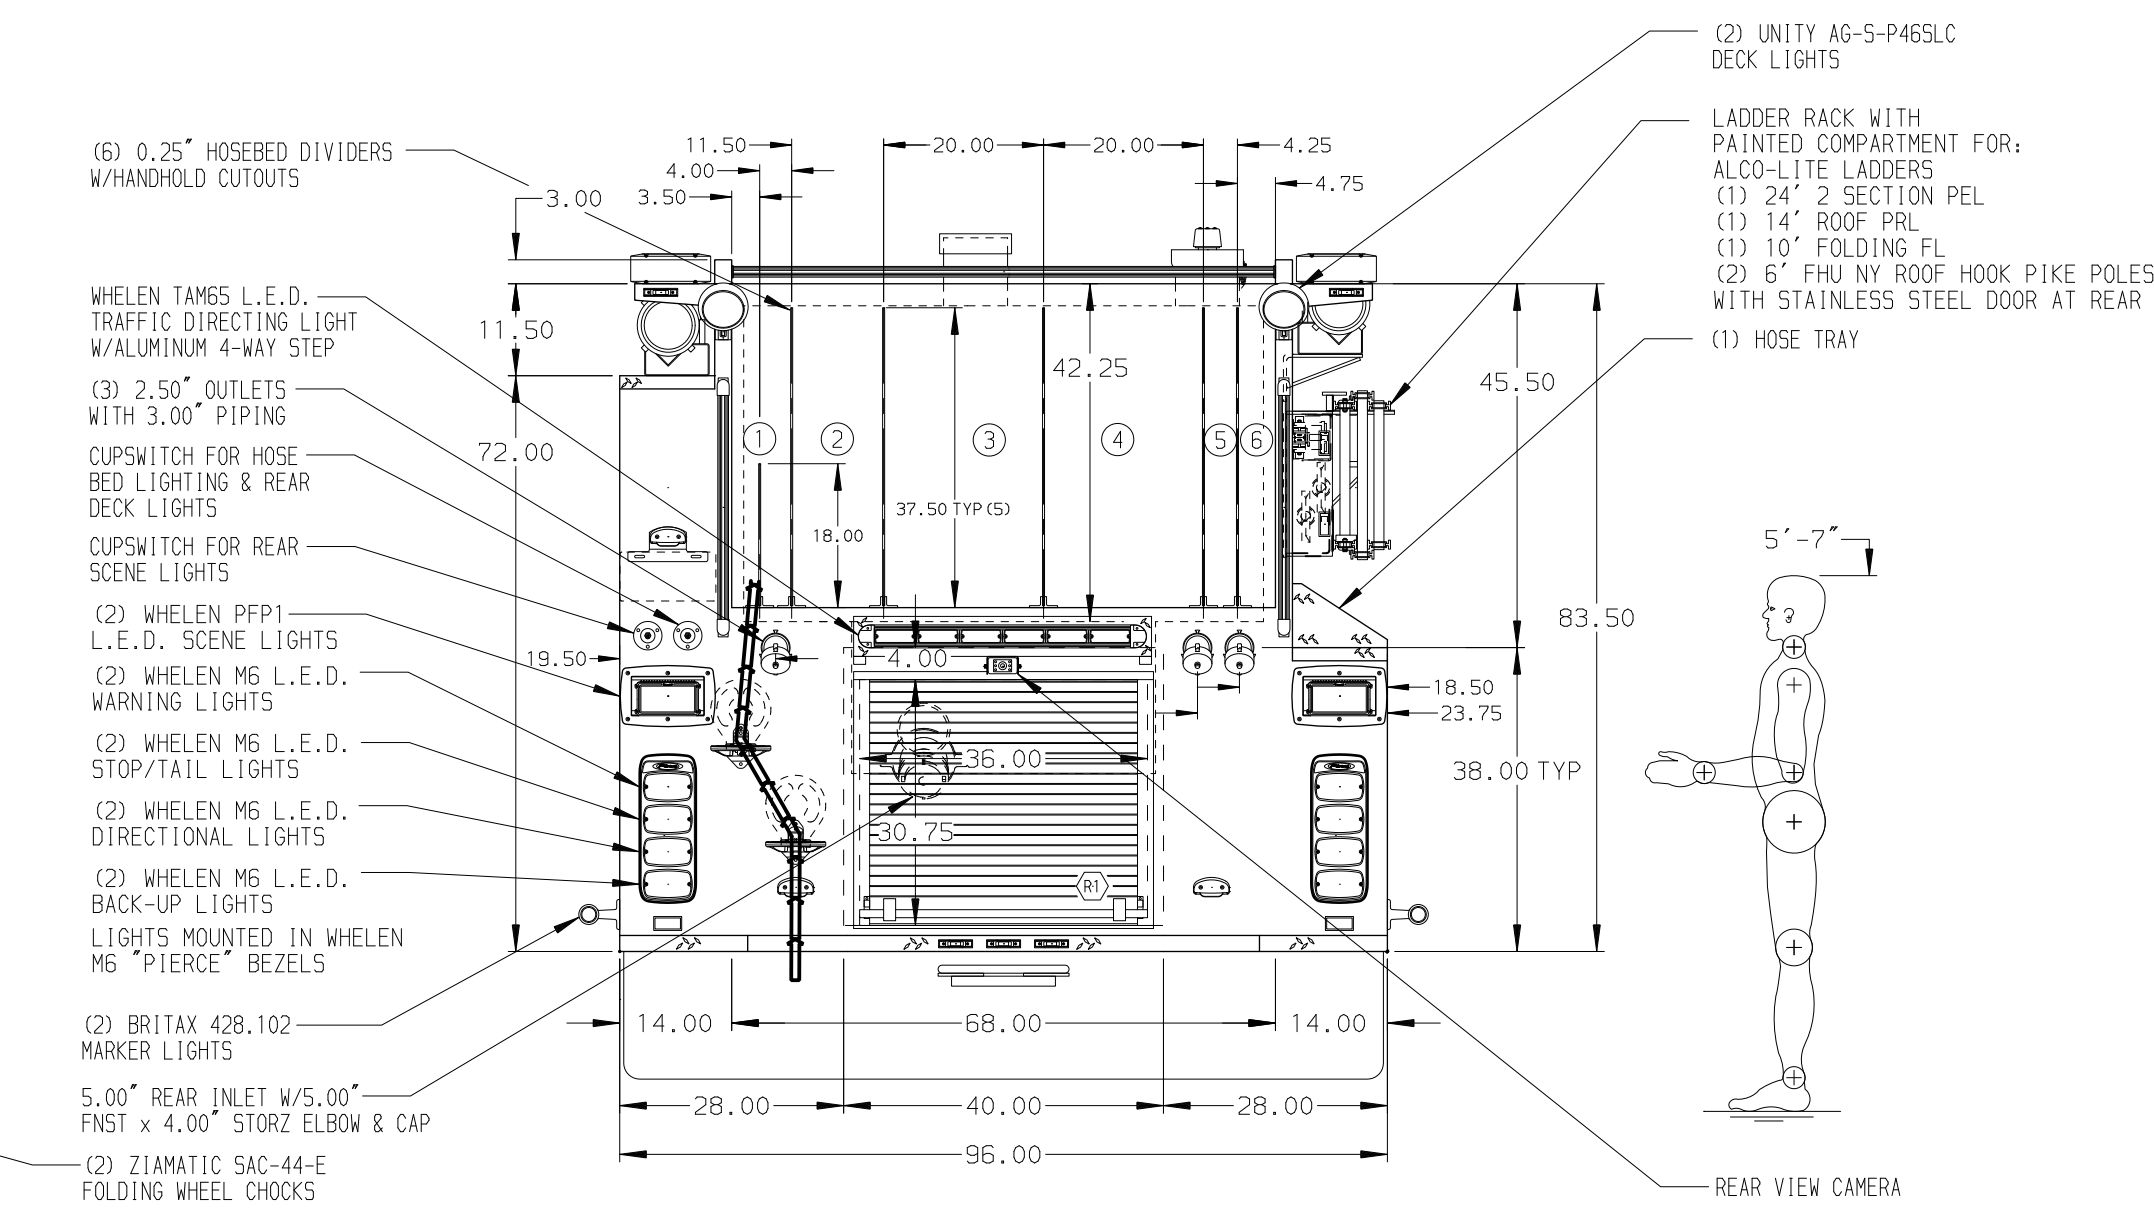 (2) UNITY AG-S-P46SLC
DECK LIGHTS
LADDER RACK WITH
PAINTED COMPARTMENT FOR:
ALCO-LITE LADDERS
(1) 24' 2 SECTION PEL
(1) 14' ROOF PRL
(1) 10' FOLDING FL
(2) 6' FHU NY ROOF HOOK PIKE POLES
WITH STAINLESS STEEL DOOR AT REAR
(1) HOSE TRAY
(6) 0.25" HOSEBED DIVIDERS
W/HANDHOLD CUTOUTS
WHELEN TAM65 L.E.D.
TRAFFIC DIRECTING LIGHT
W/ALUMINUM 4-WAY STEP
(3) 2.50" OUTLETS
WITH 3.00" PIPING
CUPSWITCH FOR HOSE
BED LIGHTING & REAR
DECK LIGHTS
CUPSWITCH FOR REAR
SCENE LIGHTS
(2) WHELEN PFP1
L.E.D. SCENE LIGHTS
(2) WHELEN M6 L.E.D.
WARNING LIGHTS
(2) WHELEN M6 L.E.D.
STOP/TAIL LIGHTS
(2) WHELEN M6 L.E.D.
DIRECTIONAL LIGHTS
(2) WHELEN M6 L.E.D.
BACK-UP LIGHTS
LIGHTS MOUNTED IN WHELEN
M6 "PIERCE" BEZELS
(2) BRITAX 428.102
MARKER LIGHTS
5.00" REAR INLET W/5.00"
FNST x 4.00" STORZ ELBOW & CAP
(2) ZIAMATIC SAC-44-E
FOLDING WHEEL CHOCKS
11.50
20.00
20.00
4.25
4.00
3.50
4.75
3.00
11.50
72.00
42.25
45.50
83.50
1
2
3
4
5
6
37.50 TYP (5)
18.00
5'-7"
19.50
4.00
18.50
23.75
36.00
38.00 TYP
30.75
R1
14.00
68.00
14.00
28.00
40.00
28.00
96.00
REAR VIEW CAMERA